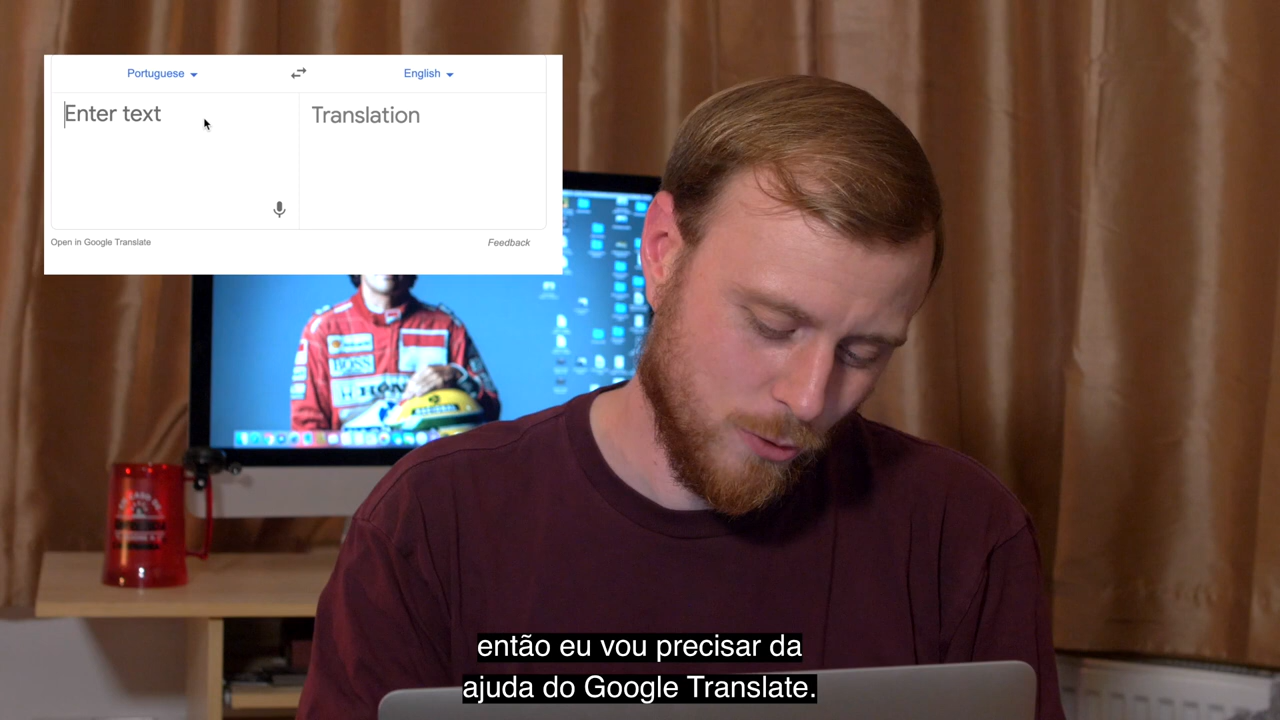 Portuguese
English
Enter text
Translation
Open in Google Translate
Feedback
BOSS
então eu vou precisar da
ajuda do Google Translate.